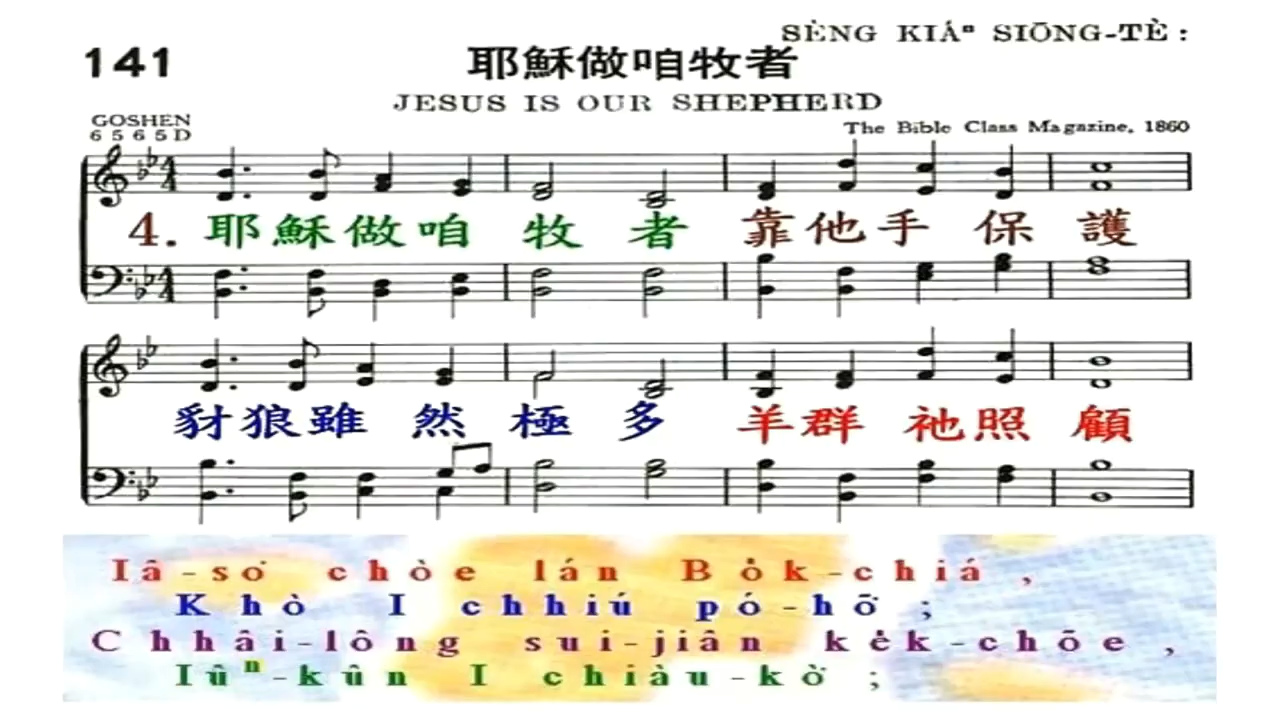 SÈNG KIÁⁿ SIŌNG-TÈ:
141 耶穌做咱牧者
JESUS IS OUR SHEPHERD
GOSHEN
6 5 6 5 D
The Bible Class Magazine, 1860
4. 耶穌做咱牧者 靠他手保護
豺狼雖然極多 羊群祂照顧
Iâ-so͘ chòe lán Bo̍k-chiá,
Khò I chhiú pó-hō͘;
Chhâi-lông sui-jiân ke̍k-chōe,
Iûⁿ-kûn I chiàu-kò͘;